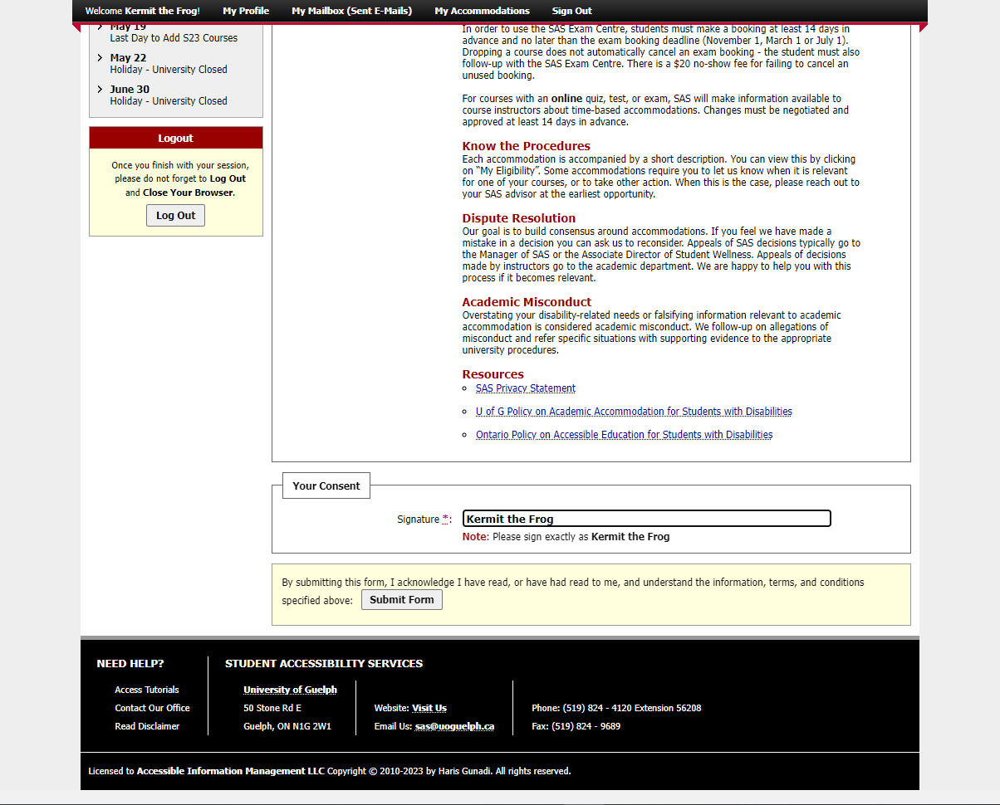 Welcome Kermit the Frog!
My Profile
My Mailbox (Sent E-Mails)
My Accommodations
Sign Out
May 19
Last Day to Add S23 Courses
May 22
Holiday - University Closed
June 30
Holiday - University Closed
Logout
Once you finish with your session,
please do not forget to Log Out
and Close Your Browser.
Log Out
In order to use the SAS Exam Centre, students must make a booking at least 14 days in
advance and no later than the exam booking deadline (November 1, March 1 or July 1).
Dropping a course does not automatically cancel an exam booking - the student must also
follow-up with the SAS Exam Centre. There is a $20 no-show fee for failing to cancel an
unused booking.
For courses with an online quiz, test, or exam, SAS will make information available to
course instructors about time-based accommodations. Changes must be negotiated and
approved at least 14 days in advance.
Know the Procedures
Each accommodation is accompanied by a short description. You can view this by clicking
on “My Eligibility”. Some accommodations require you to let us know when it is relevant
for one of your courses, or to take other action. When this is the case, please reach out to
your SAS advisor at the earliest opportunity.
Dispute Resolution
Our goal is to build consensus around accommodations. If you feel we have made a
mistake in a decision you can ask us to reconsider. Appeals of SAS decisions typically go to
the Manager of SAS or the Associate Director of Student Wellness. Appeals of decisions
made by instructors go to the academic department. We are happy to help you with this
process if it becomes relevant.
Academic Misconduct
Overstating your disability-related needs or falsifying information relevant to academic
accommodation is considered academic misconduct. We follow-up on allegations of
misconduct and refer specific situations with supporting evidence to the appropriate
university procedures.
Resources
SAS Privacy Statement
U of G Policy on Academic Accommodation for Students with Disabilities
Ontario Policy on Accessible Education for Students with Disabilities
Your Consent
Signature *: Kermit the Frog
Note: Please sign exactly as Kermit the Frog
By submitting this form, I acknowledge I have read, or have had read to me, and understand the information, terms, and conditions
specified above: Submit Form
NEED HELP?
Access Tutorials
Contact Our Office
Read Disclaimer
STUDENT ACCESSIBILITY SERVICES
University of Guelph
50 Stone Rd E
Guelph, ON N1G 2W1
Website: Visit Us
Email Us: sas@uoguelph.ca
Phone: (519) 824 - 4120 Extension 56208
Fax: (519) 824 - 9689
Licensed to Accessible Information Management LLC Copyright © 2010-2023 by Haris Gunadi. All rights reserved.